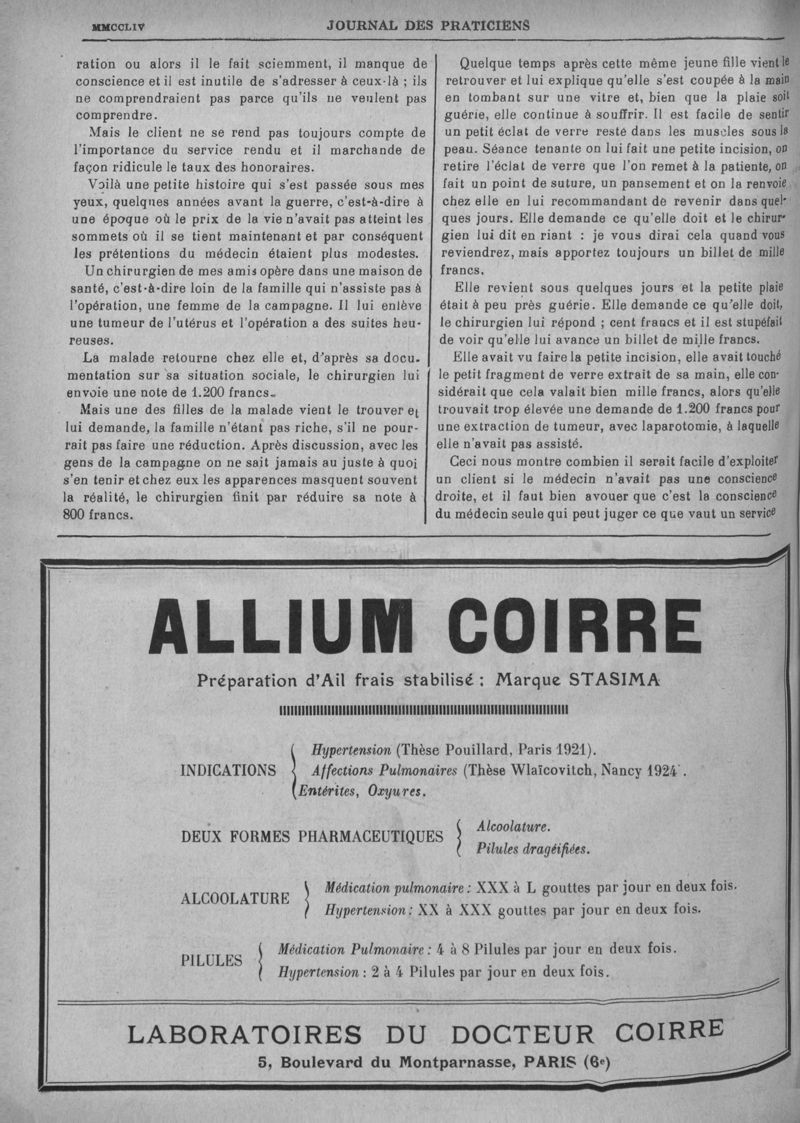 MMCCLIV
JOURNAL DES PRATICIENS
ration ou alors il le fait sciemment, il manque de
conscience et il est inutile de s'adresser à ceux-là ; ils
ne comprendraient pas parce qu'ils ne veulent pas
comprendre.
Mais le client ne se rend pas toujours compte de
l'importance du service rendu et il marchande de
façon ridicule le taux des honoraires.
Voilà une petite histoire qui s'est passée sous mes
yeux, quelques années avant la guerre, c'est-à-dire à
une époque où le prix de la vie n'avait pas atteint les
sommets où il se tient maintenant et par conséquent
les prétentions du médecin étaient plus modestes.
Un chirurgien de mes amis opère dans une maison de
santé, c'est-à-dire loin de la famille qui n'assiste pas à
l'opération, une femme de la campagne. Il lui enlève
une tumeur de l'utérus et l'opération a des suites heu-
reuses.
La malade retourne chez elle et, d'après sa docu-
mentation sur sa situation sociale, le chirurgien lui
envoie une note de 1.200 francs.
Mais une des filles de la malade vient le trouver et
lui demande, la famille n'étant pas riche, s'il ne pour-
rait pas faire une réduction. Après discussion, avec les
gens de la campagne on ne sait jamais au juste à quoi
s'en tenir et chez eux les apparences masquent souvent
la réalité, le chirurgien finit par réduire sa note à
800 francs.
Quelque temps après cette même jeune fille vient le
retrouver et lui explique qu'elle s'est coupée à la main
en tombant sur une vitre et, bien que la plaie soit
guérie, elle continue à souffrir. Il est facile de sentir
un petit éclat de verre resté dans les muscles sous la
peau. Séance tenante on lui fait une petite incision, on
retire l'éclat de verre que l'on remet à la patiente, on
fait un point de suture, un pansement et on la renvoie
chez elle en lui recommandant de revenir dans quel-
ques jours. Elle demande ce qu'elle doit et le chirur-
gien lui dit en riant : je vous dirai cela quand vous
reviendrez, mais apportez toujours un billet de mille
francs.
Elle revient sous quelques jours et la petite plaie
était à peu près guérie. Elle demande ce qu'elle doit,
le chirurgien lui répond ; cent francs et il est stupéfait
de voir qu'elle lui avance un billet de mille francs.
Elle avait vu faire la petite incision, elle avait touché
le petit fragment de verre extrait de sa main, elle con-
sidérait que cela valait bien mille francs, alors qu'elle
trouvait trop élevée une demande de 1.200 francs pour
une extraction de tumeur, avec laparotomie, à laquelle
elle n'avait pas assisté.
Ceci nous montre combien il serait facile d'exploiter
un client si le médecin n'avait pas une conscience
droite, et il faut bien avouer que c'est la conscience
du médecin seule qui peut juger ce que vaut un service
ALLIUM COIRRE
Préparation d'Ail frais stabilisé : Marque STASIMA
INDICATIONS
Hypertension (Thèse Pouillard, Paris 1921).
Affections Pulmonaires (Thèse Wlaïcovitch, Nancy 1924).
Entérites, Oxyures.
DEUX FORMES PHARMACEUTIQUES
Alcoolature.
Pilules dragéifiées.
ALCOOLATURE
Médication pulmonaire : XXX à L gouttes par jour en deux fois.
Hypertension : XX à XXX gouttes par jour en deux fois.
PILULES
Médication Pulmonaire : 4 à 8 Pilules par jour en deux fois.
Hypertension : 2 à 4 Pilules par jour en deux fois.
LABORATOIRES DU DOCTEUR COIRRE
5, Boulevard du Montparnasse, PARIS (6e)